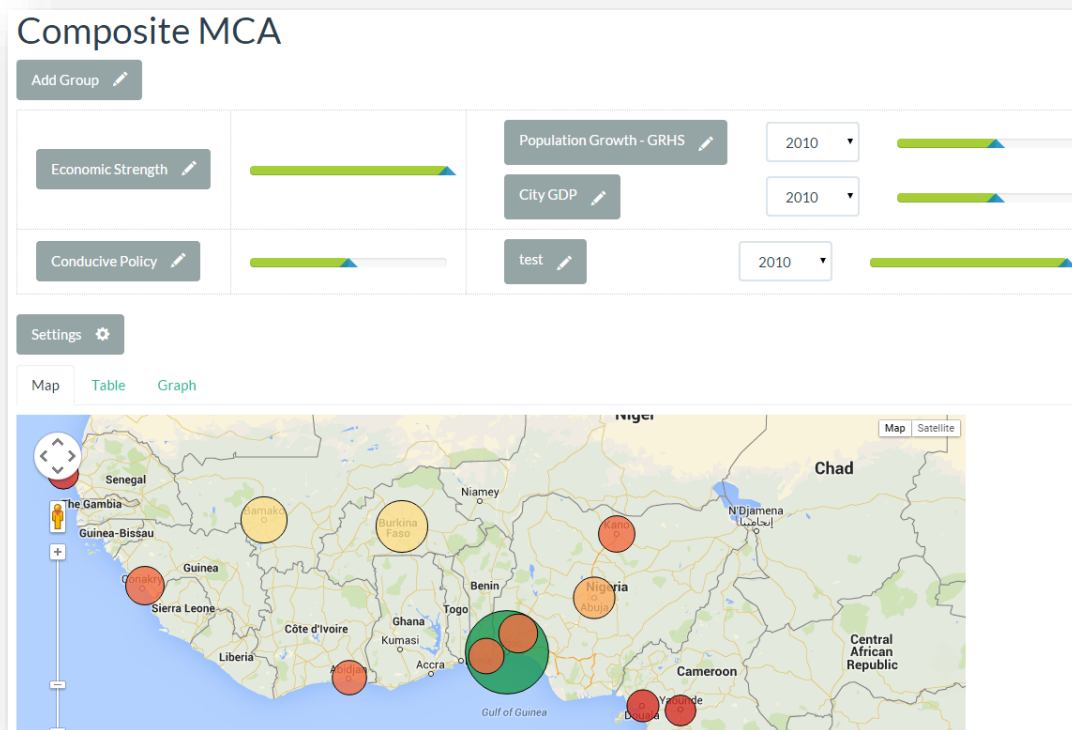 Composite MCA
Add Group
Economic Strength
Population Growth - GRHS
2010
City GDP
2010
Conducive Policy
test
2010
Settings
Map
Table
Graph
Niger
Map
Satellite
Chad
Senegal
The Gambia
Guinea-Bissau
Bamako
Burkina
Faso
Niamey
Kano
N'Djamena
إنجامينا
Guinea
Conakry
Sierra Leone
Benin
Nigeria
Abuja
Togo
Côte d'Ivoire
Ghana
Kumasi
Liberia
Abidjan
Accra
Central
African
Republic
Cameroon
Yaounde
Douala
Gulf of Guinea